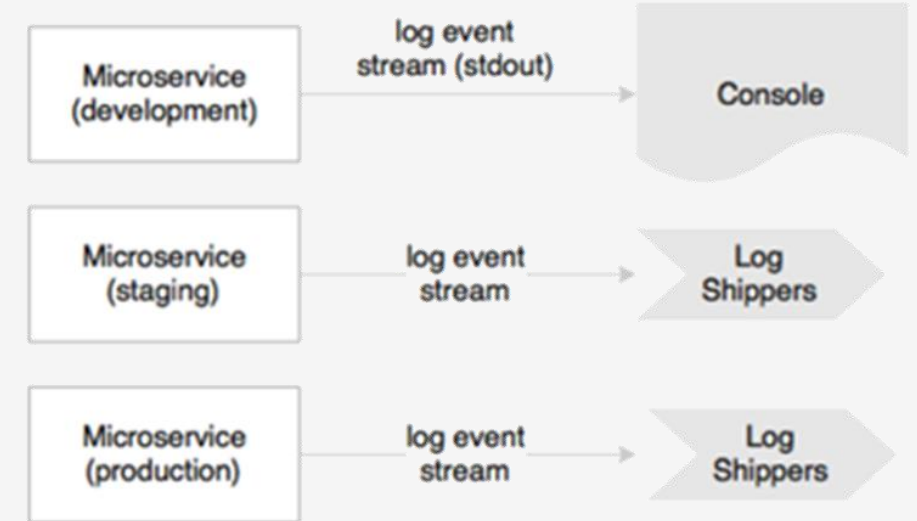 Microservice
(development)
log event
stream (stdout)
Console
Microservice
(staging)
log event
stream
Log
Shippers
Microservice
(production)
log event
stream
Log
Shippers